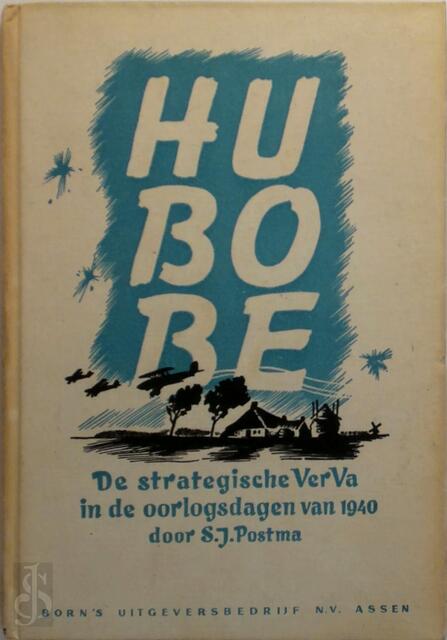 HU
BO
BE
De strategische VerVa
in de oorlogsdagen van 1940
door S.J. Postma
BORN'S UITGEVERSBEDRIJF N.V. ASSEN